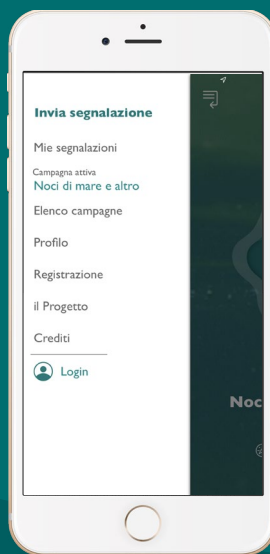 Invia segnalazione
Mie segnalazioni
Campagna attiva
Noci di mare e altro
Elenco campagne
Profilo
Registrazione
il Progetto
Crediti
Login
Noc